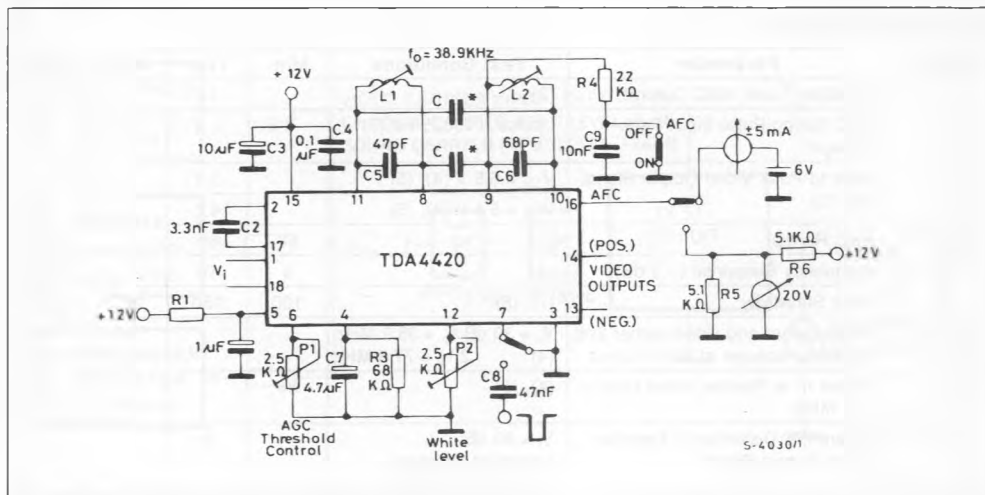 f₀ = 38.9KHz
+ 12V
L1
C *
L2
R4
22 KΩ
10µF
C3
C4
0.1 µF
47pF
C5
C *
68pF
C6
C9
10nF
OFF
ON
AFC
±5mA
6V
15
11
8
9
10
16
AFC
2
3.3nF
C2
17
1
Vi
18
R1
+12V
5
1µF
TDA4420
14
(POS.)
VIDEO
OUTPUTS
13
(NEG.)
5.1KΩ
+12V
R6
5.1 KΩ
R5
20V
6
4
12
7
3
P1
2.5 KΩ
C7
4.7µF
R3
68 KΩ
2.5 KΩ
P2
C8
47nF
AGC
Threshold
Control
White
level
S-4030/1